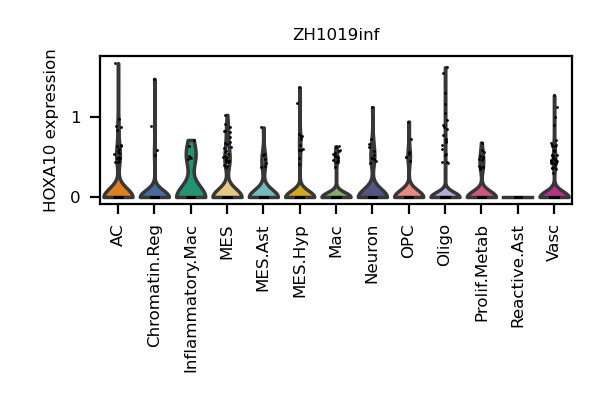 ZH1019inf
HOXA10 expression
1
0
AC
Chromatin.Reg
Inflammatory.Mac
MES
MES.Ast
MES.Hyp
Mac
Neuron
OPC
Oligo
Prolif.Metab
Reactive.Ast
Vasc